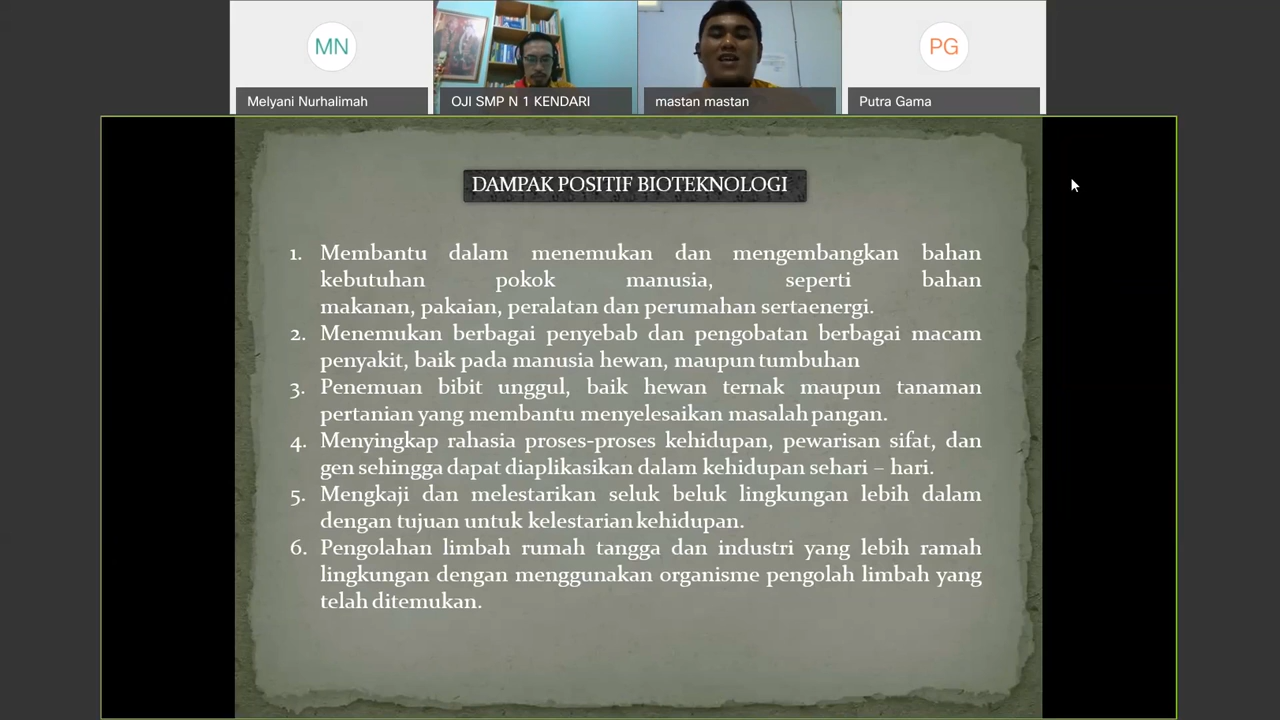 MN
PG
Melyani Nurhalimah
OJI SMP N 1 KENDARI
mastan mastan
Putra Gama
DAMPAK POSITIF BIOTEKNOLOGI
1. Membantu dalam menemukan dan mengembangkan bahan
kebutuhan pokok manusia, seperti bahan
makanan, pakaian, peralatan dan perumahan sertaenergi.
2. Menemukan berbagai penyebab dan pengobatan berbagai macam
penyakit, baik pada manusia hewan, maupun tumbuhan
3. Penemuan bibit unggul, baik hewan ternak maupun tanaman
pertanian yang membantu menyelesaikan masalah pangan.
4. Menyingkap rahasia proses-proses kehidupan, pewarisan sifat, dan
gen sehingga dapat diaplikasikan dalam kehidupan sehari – hari.
5. Mengkaji dan melestarikan seluk beluk lingkungan lebih dalam
dengan tujuan untuk kelestarian kehidupan.
6. Pengolahan limbah rumah tangga dan industri yang lebih ramah
lingkungan dengan menggunakan organisme pengolah limbah yang
telah ditemukan.